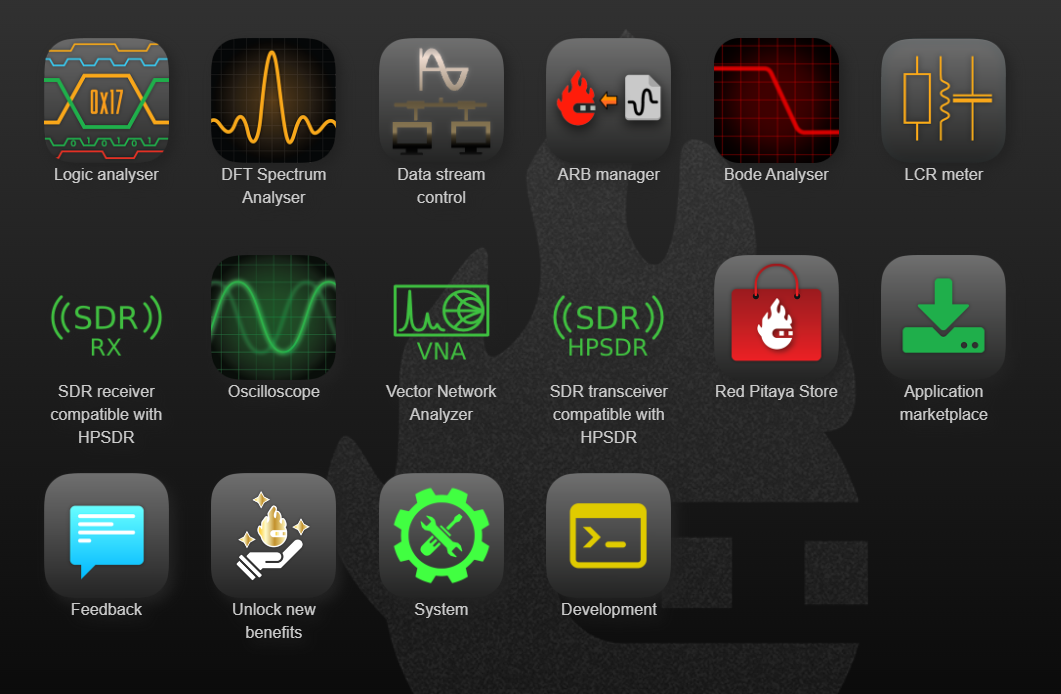 0x17
Logic analyser
DFT Spectrum
Analyser
Data stream
control
ARB manager
Bode Analyser
LCR meter
((SDR))
RX
SDR receiver
compatible with
HPSDR
Oscilloscope
VNA
Vector Network
Analyzer
((SDR))
HPSDR
SDR transceiver
compatible with
HPSDR
Red Pitaya Store
Application
marketplace
Feedback
Unlock new
benefits
System
Development